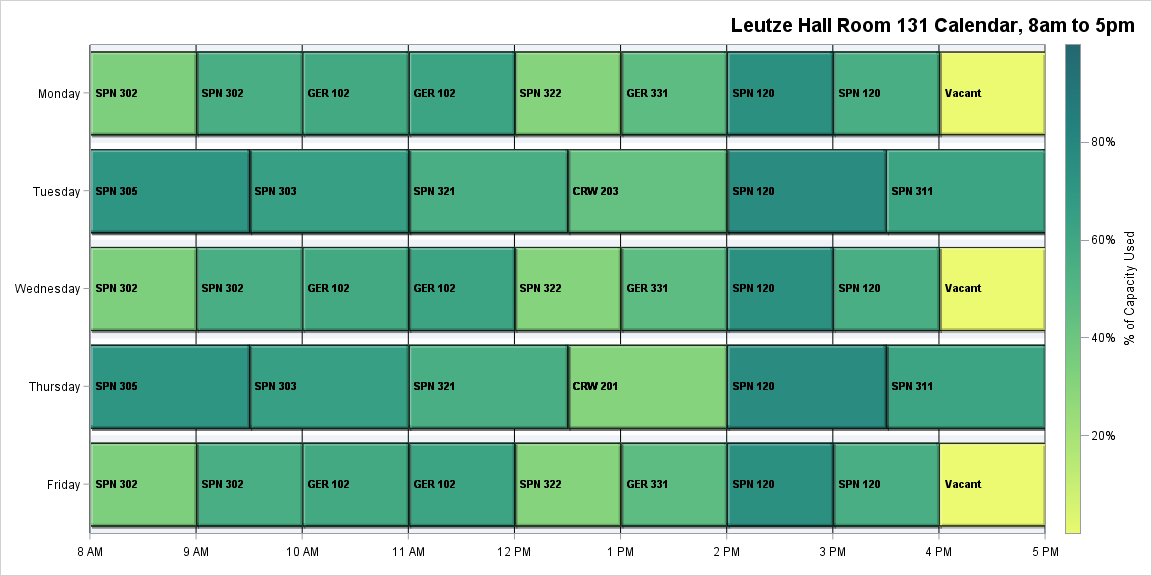 Leutze Hall Room 131 Calendar, 8am to 5pm
Monday
SPN 302 SPN 302 GER 102 GER 102 SPN 322 GER 331 SPN 120 SPN 120 Vacant
Tuesday
SPN 305 SPN 303 SPN 321 CRW 203 SPN 120 SPN 311
Wednesday
SPN 302 SPN 302 GER 102 GER 102 SPN 322 GER 331 SPN 120 SPN 120 Vacant
Thursday
SPN 305 SPN 303 SPN 321 CRW 201 SPN 120 SPN 311
Friday
SPN 302 SPN 302 GER 102 GER 102 SPN 322 GER 331 SPN 120 SPN 120 Vacant
8 AM 9 AM 10 AM 11 AM 12 PM 1 PM 2 PM 3 PM 4 PM 5 PM
80%
60%
40%
20%
% of Capacity Used